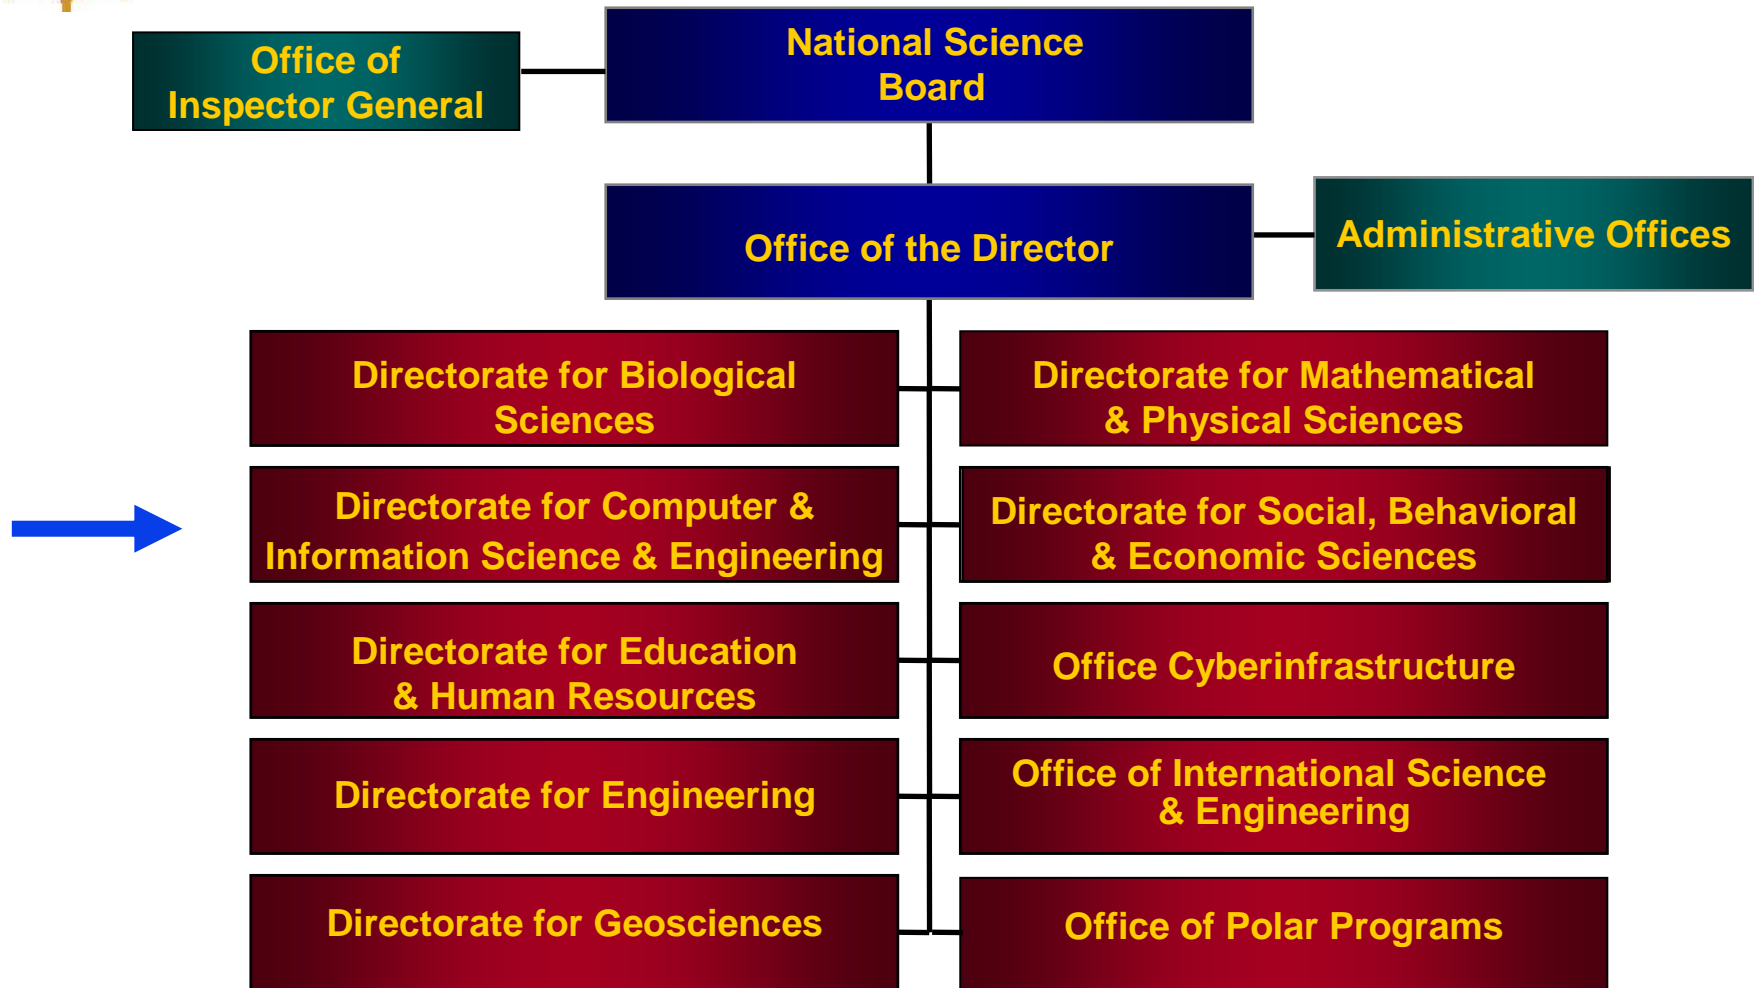 Office of
Inspector General
National Science
Board
Office of the Director
Administrative Offices
Directorate for Biological
Sciences
Directorate for Mathematical
& Physical Sciences
Directorate for Computer &
Information Science & Engineering
Directorate for Social, Behavioral
& Economic Sciences
Directorate for Education
& Human Resources
Office Cyberinfrastructure
Directorate for Engineering
Office of International Science
& Engineering
Directorate for Geosciences
Office of Polar Programs